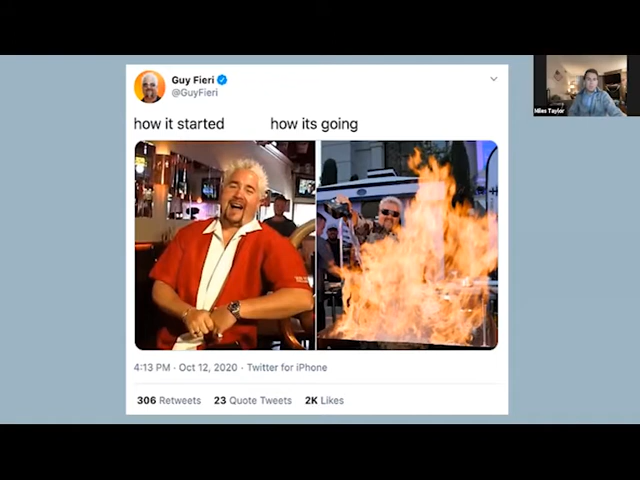 Guy Fieri
@GuyFieri
how it started
how its going
4:13 PM · Oct 12, 2020 · Twitter for iPhone
306 Retweets 23 Quote Tweets 2K Likes
Miles Taylor